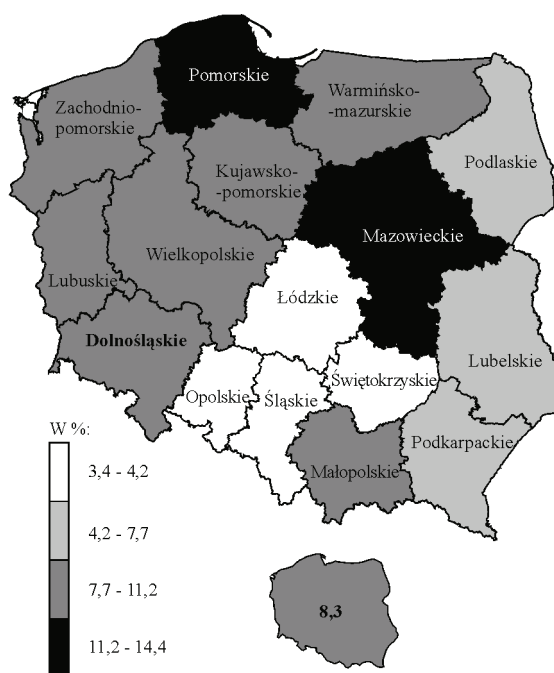 Pomorskie
Warmińsko-
-mazurskie
Zachodnio-
pomorskie
Podlaskie
Kujawsko-
-pomorskie
Mazowieckie
Wielkopolskie
Lubuskie
Łódzkie
Dolnośląskie
Lubelskie
Świętokrzyskie
Opolskie
Śląskie
Podkarpackie
Małopolskie
W %:
3,4 - 4,2
4,2 - 7,7
7,7 - 11,2
11,2 - 14,4
8,3